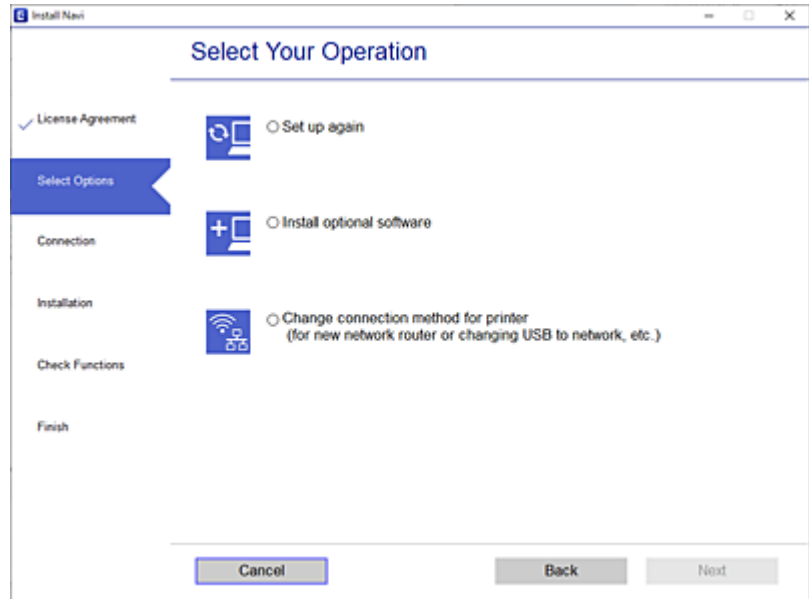 Install Navi
Select Your Operation
License Agreement
Select Options
Connection
Installation
Check Functions
Finish
Set up again
Install optional software
Change connection method for printer
(for new network router or changing USB to network, etc.)
Cancel
Back
Next